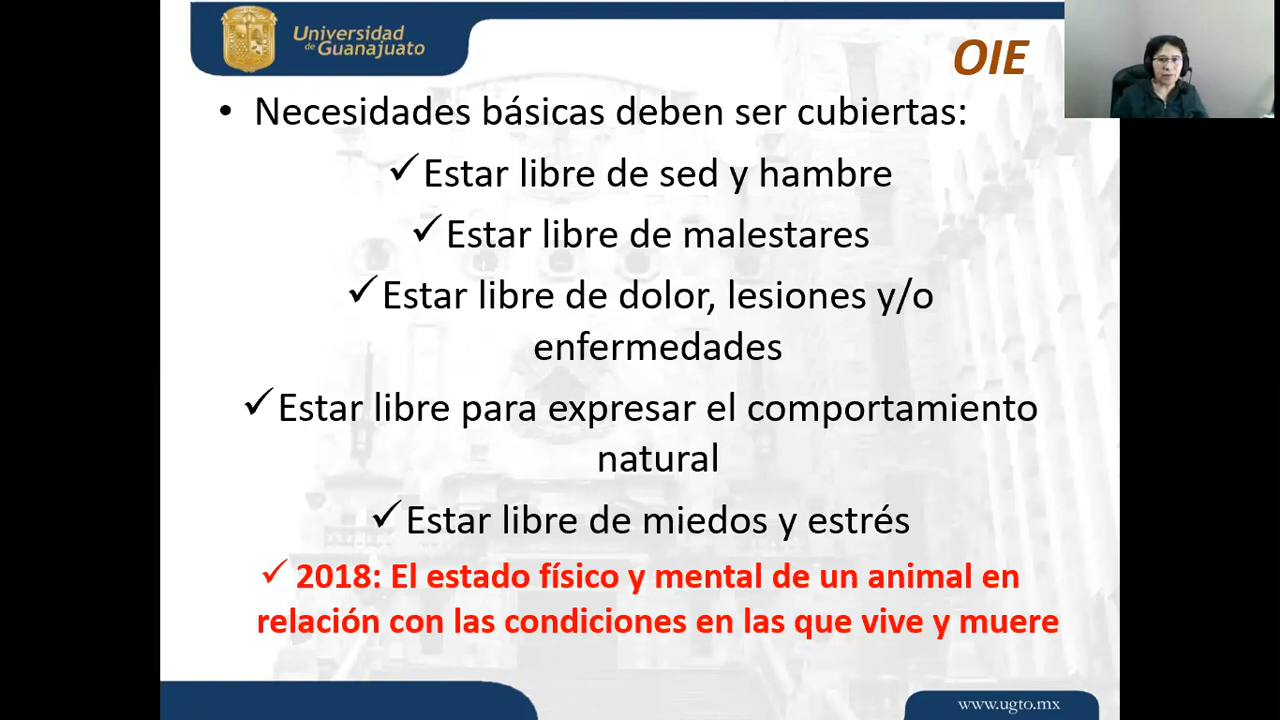 Universidad
de Guanajuato
OIE
• Necesidades básicas deben ser cubiertas:
✓Estar libre de sed y hambre
✓Estar libre de malestares
✓Estar libre de dolor, lesiones y/o
enfermedades
✓Estar libre para expresar el comportamiento
natural
✓Estar libre de miedos y estrés
✓ 2018: El estado físico y mental de un animal en
relación con las condiciones en las que vive y muere
www.ugto.mx